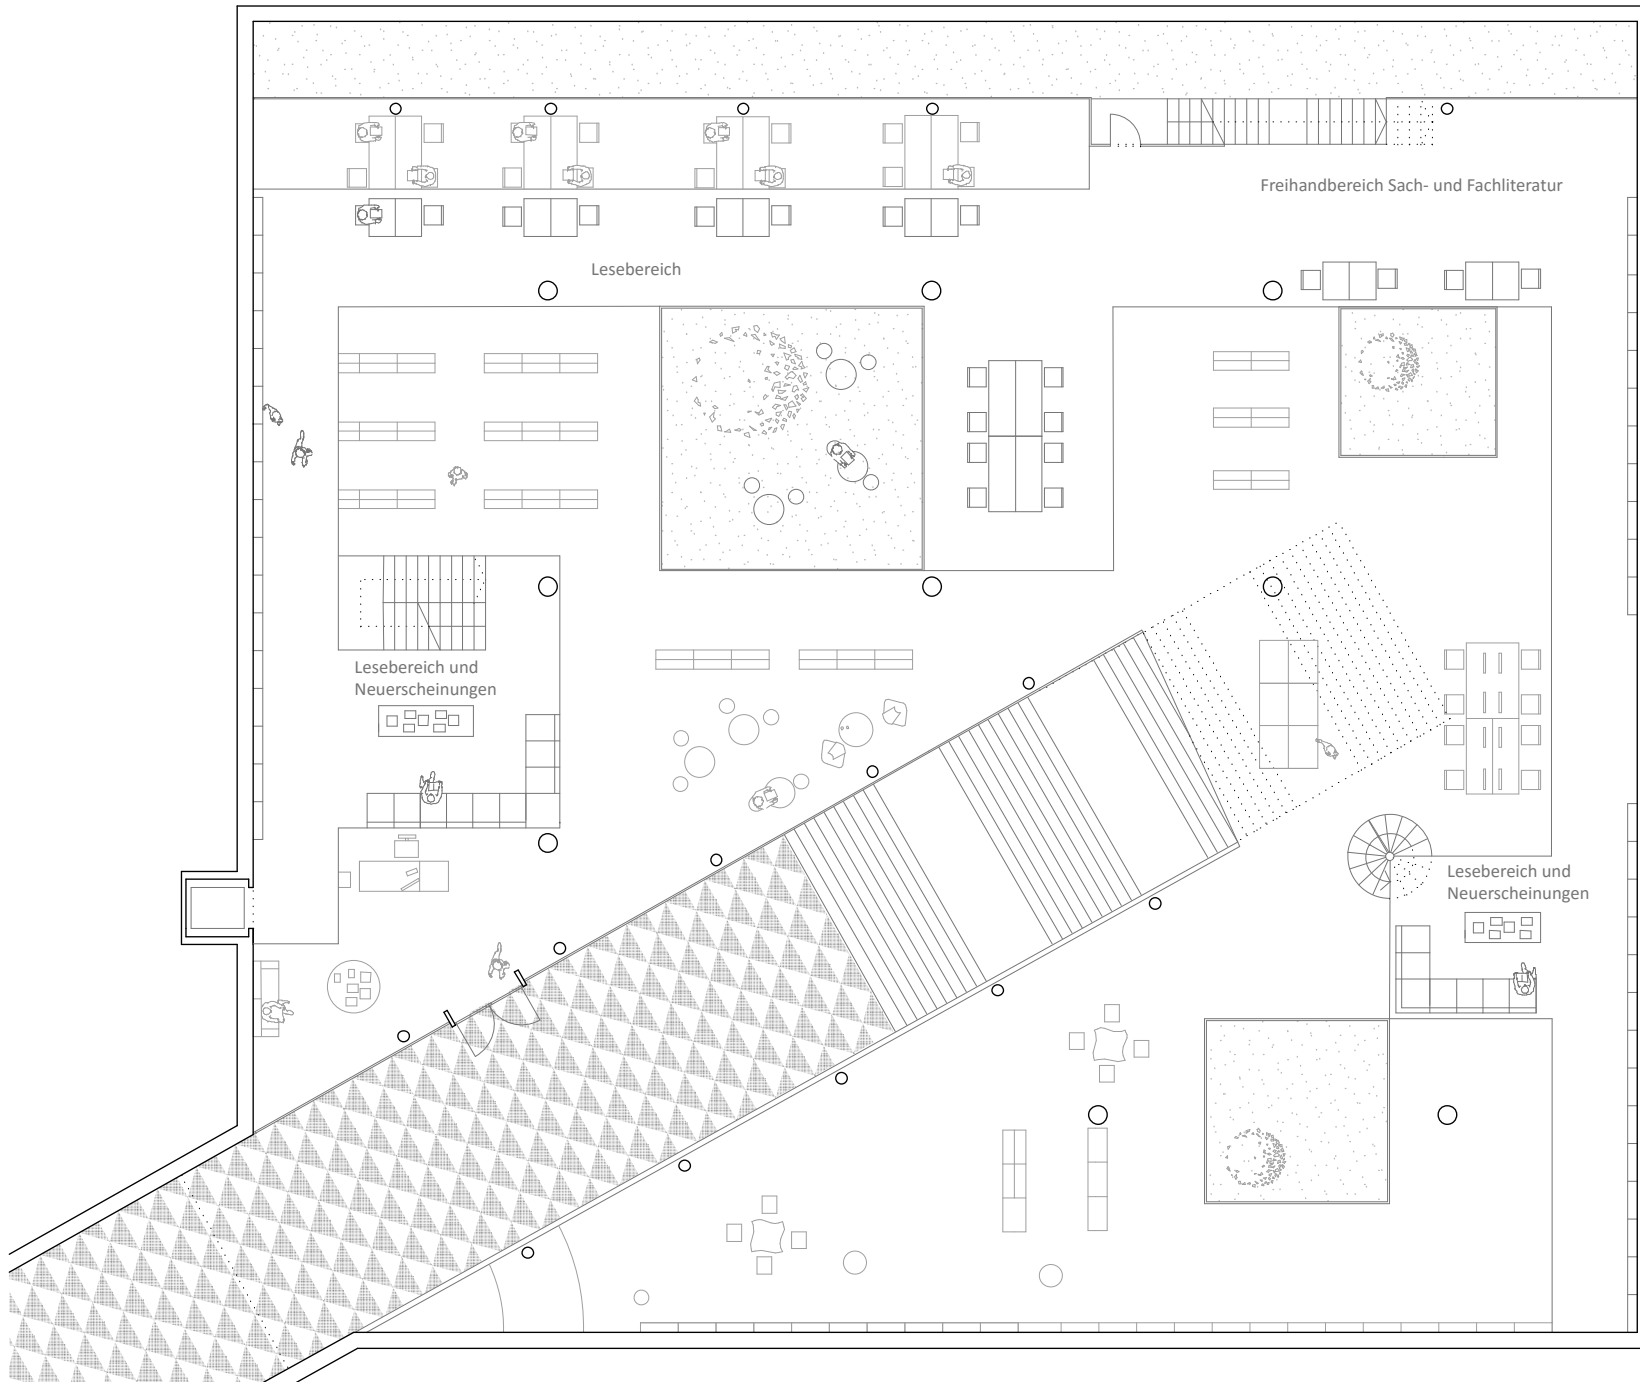 Freihandbereich Sach- und Fachliteratur
Lesebereich
Lesebereich und
Neuerscheinungen
Lesebereich und
Neuerscheinungen